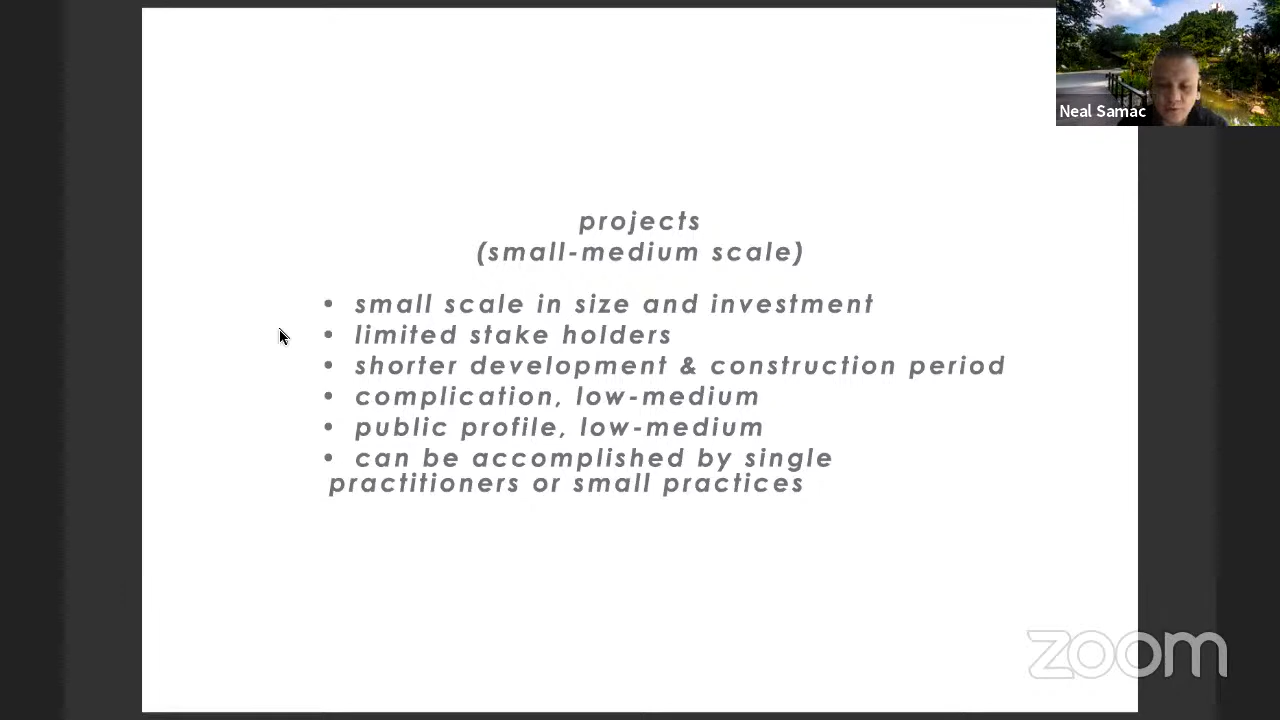 Neal Samac
projects
(small-medium scale)
• small scale in size and investment
• limited stake holders
• shorter development & construction period
• complication, low-medium
• public profile, low-medium
• can be accomplished by single
practitioners or small practices
zoom